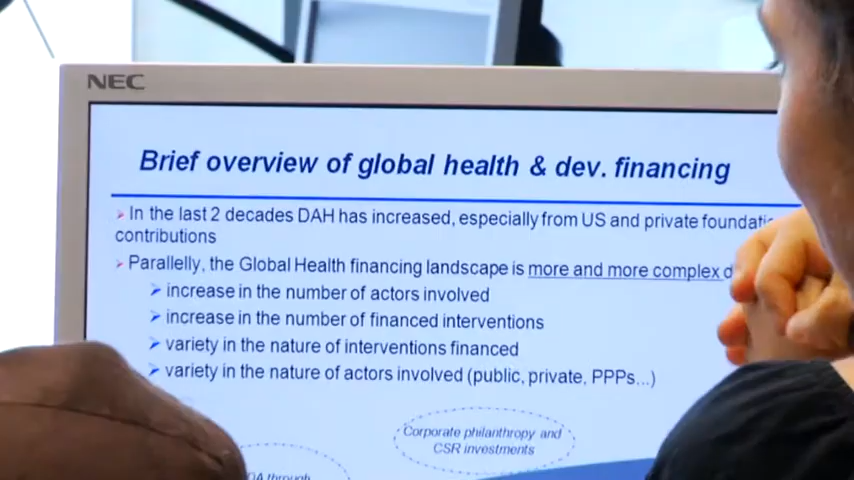 NEC
Brief overview of global health & dev. financing
In the last 2 decades DAH has increased, especially from US and private
contributions
Parallelly, the Global Health financing landscape is more and more complex
increase in the number of actors involved
increase in the number of financed interventions
variety in the nature of interventions financed
variety in the nature of actors involved (public, private, PPPs...)
Corporate philanthropy and
CSR investments
through